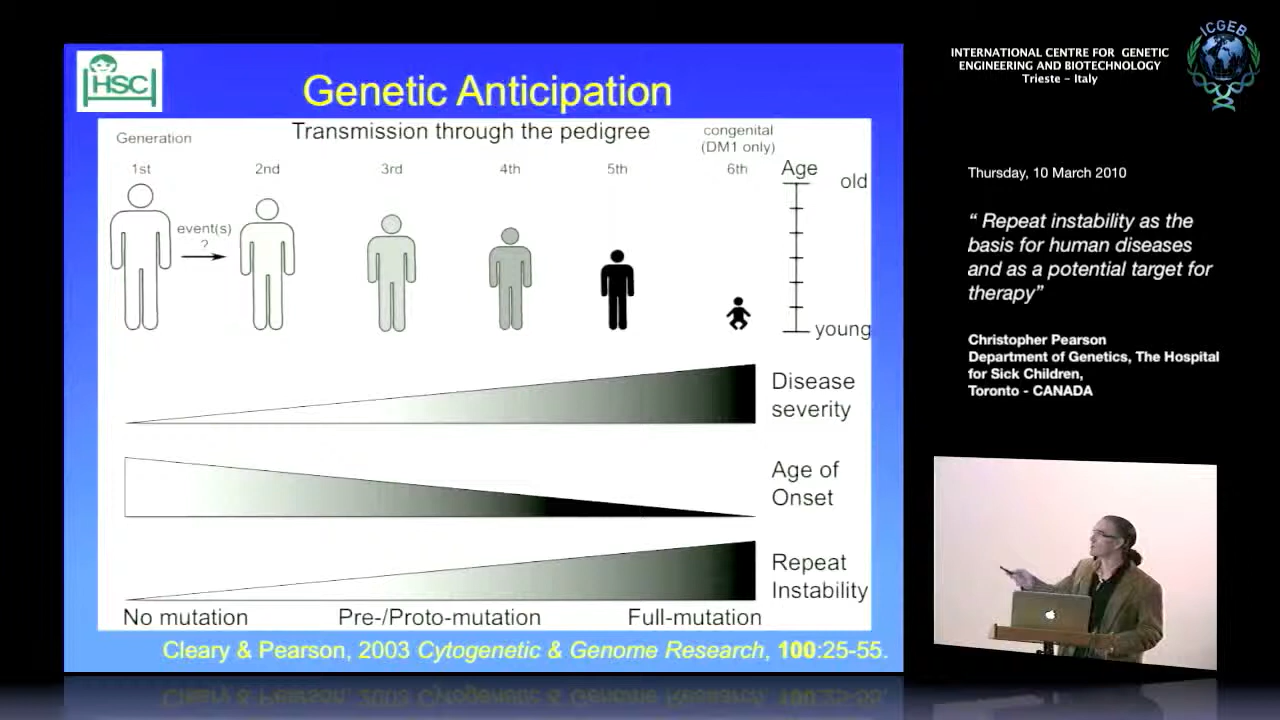 HSC
Genetic Anticipation
Transmission through the pedigree
Generation
congenital
(DM1 only)
1st
2nd
3rd
4th
5th
6th
Age
old
event(s)
?
young
Disease
severity
Age of
Onset
Repeat
Instability
No mutation
Pre-/Proto-mutation
Full-mutation
Cleary & Pearson, 2003 Cytogenetic & Genome Research, 100:25-55.
INTERNATIONAL CENTRE FOR GENETIC
ENGINEERING AND BIOTECHNOLOGY
Trieste - Italy
ICGEB
Thursday, 10 March 2010
“ Repeat instability as the
basis for human diseases
and as a potential target for
therapy”
Christopher Pearson
Department of Genetics, The Hospital
for Sick Children,
Toronto - CANADA